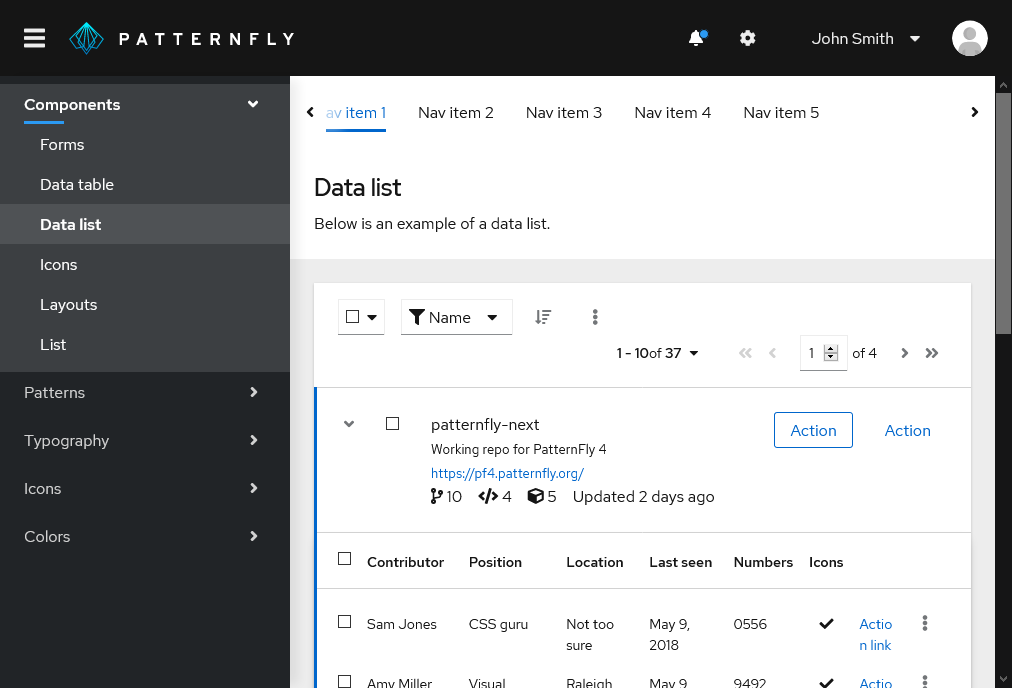 PATTERNFLY
John Smith
Components
Forms
Data table
Data list
Icons
Layouts
List
Patterns
Typography
Icons
Colors
av item 1 Nav item 2 Nav item 3 Nav item 4 Nav item 5
Data list
Below is an example of a data list.
Name
1 - 10 of 37 1 of 4
patternfly-next
Working repo for PatternFly 4
https://pf4.patternfly.org/
10 4 5 Updated 2 days ago
Action Action
Contributor Position Location Last seen Numbers Icons
Sam Jones CSS guru Not too May 9, 0556 Actio
sure 2018 n link
Amy Miller Visual Raleigh May 9 9492 Actio